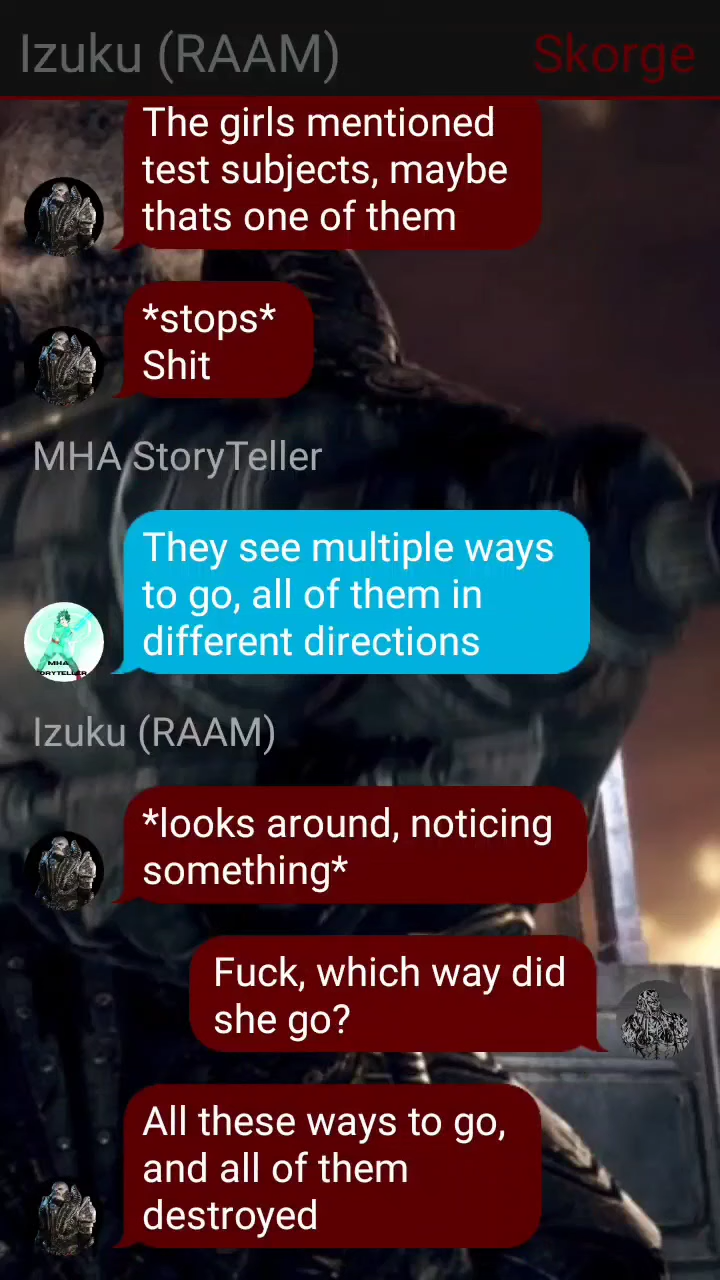 Izuku (RAAM)
Skorge
The girls mentioned
test subjects, maybe
thats one of them
*stops*
Shit
MHA StoryTeller
They see multiple ways
to go, all of them in
different directions
MHA
Izuku (RAAM)
*looks around, noticing
something*
Fuck, which way did
she go?
All these ways to go,
and all of them
destroyed